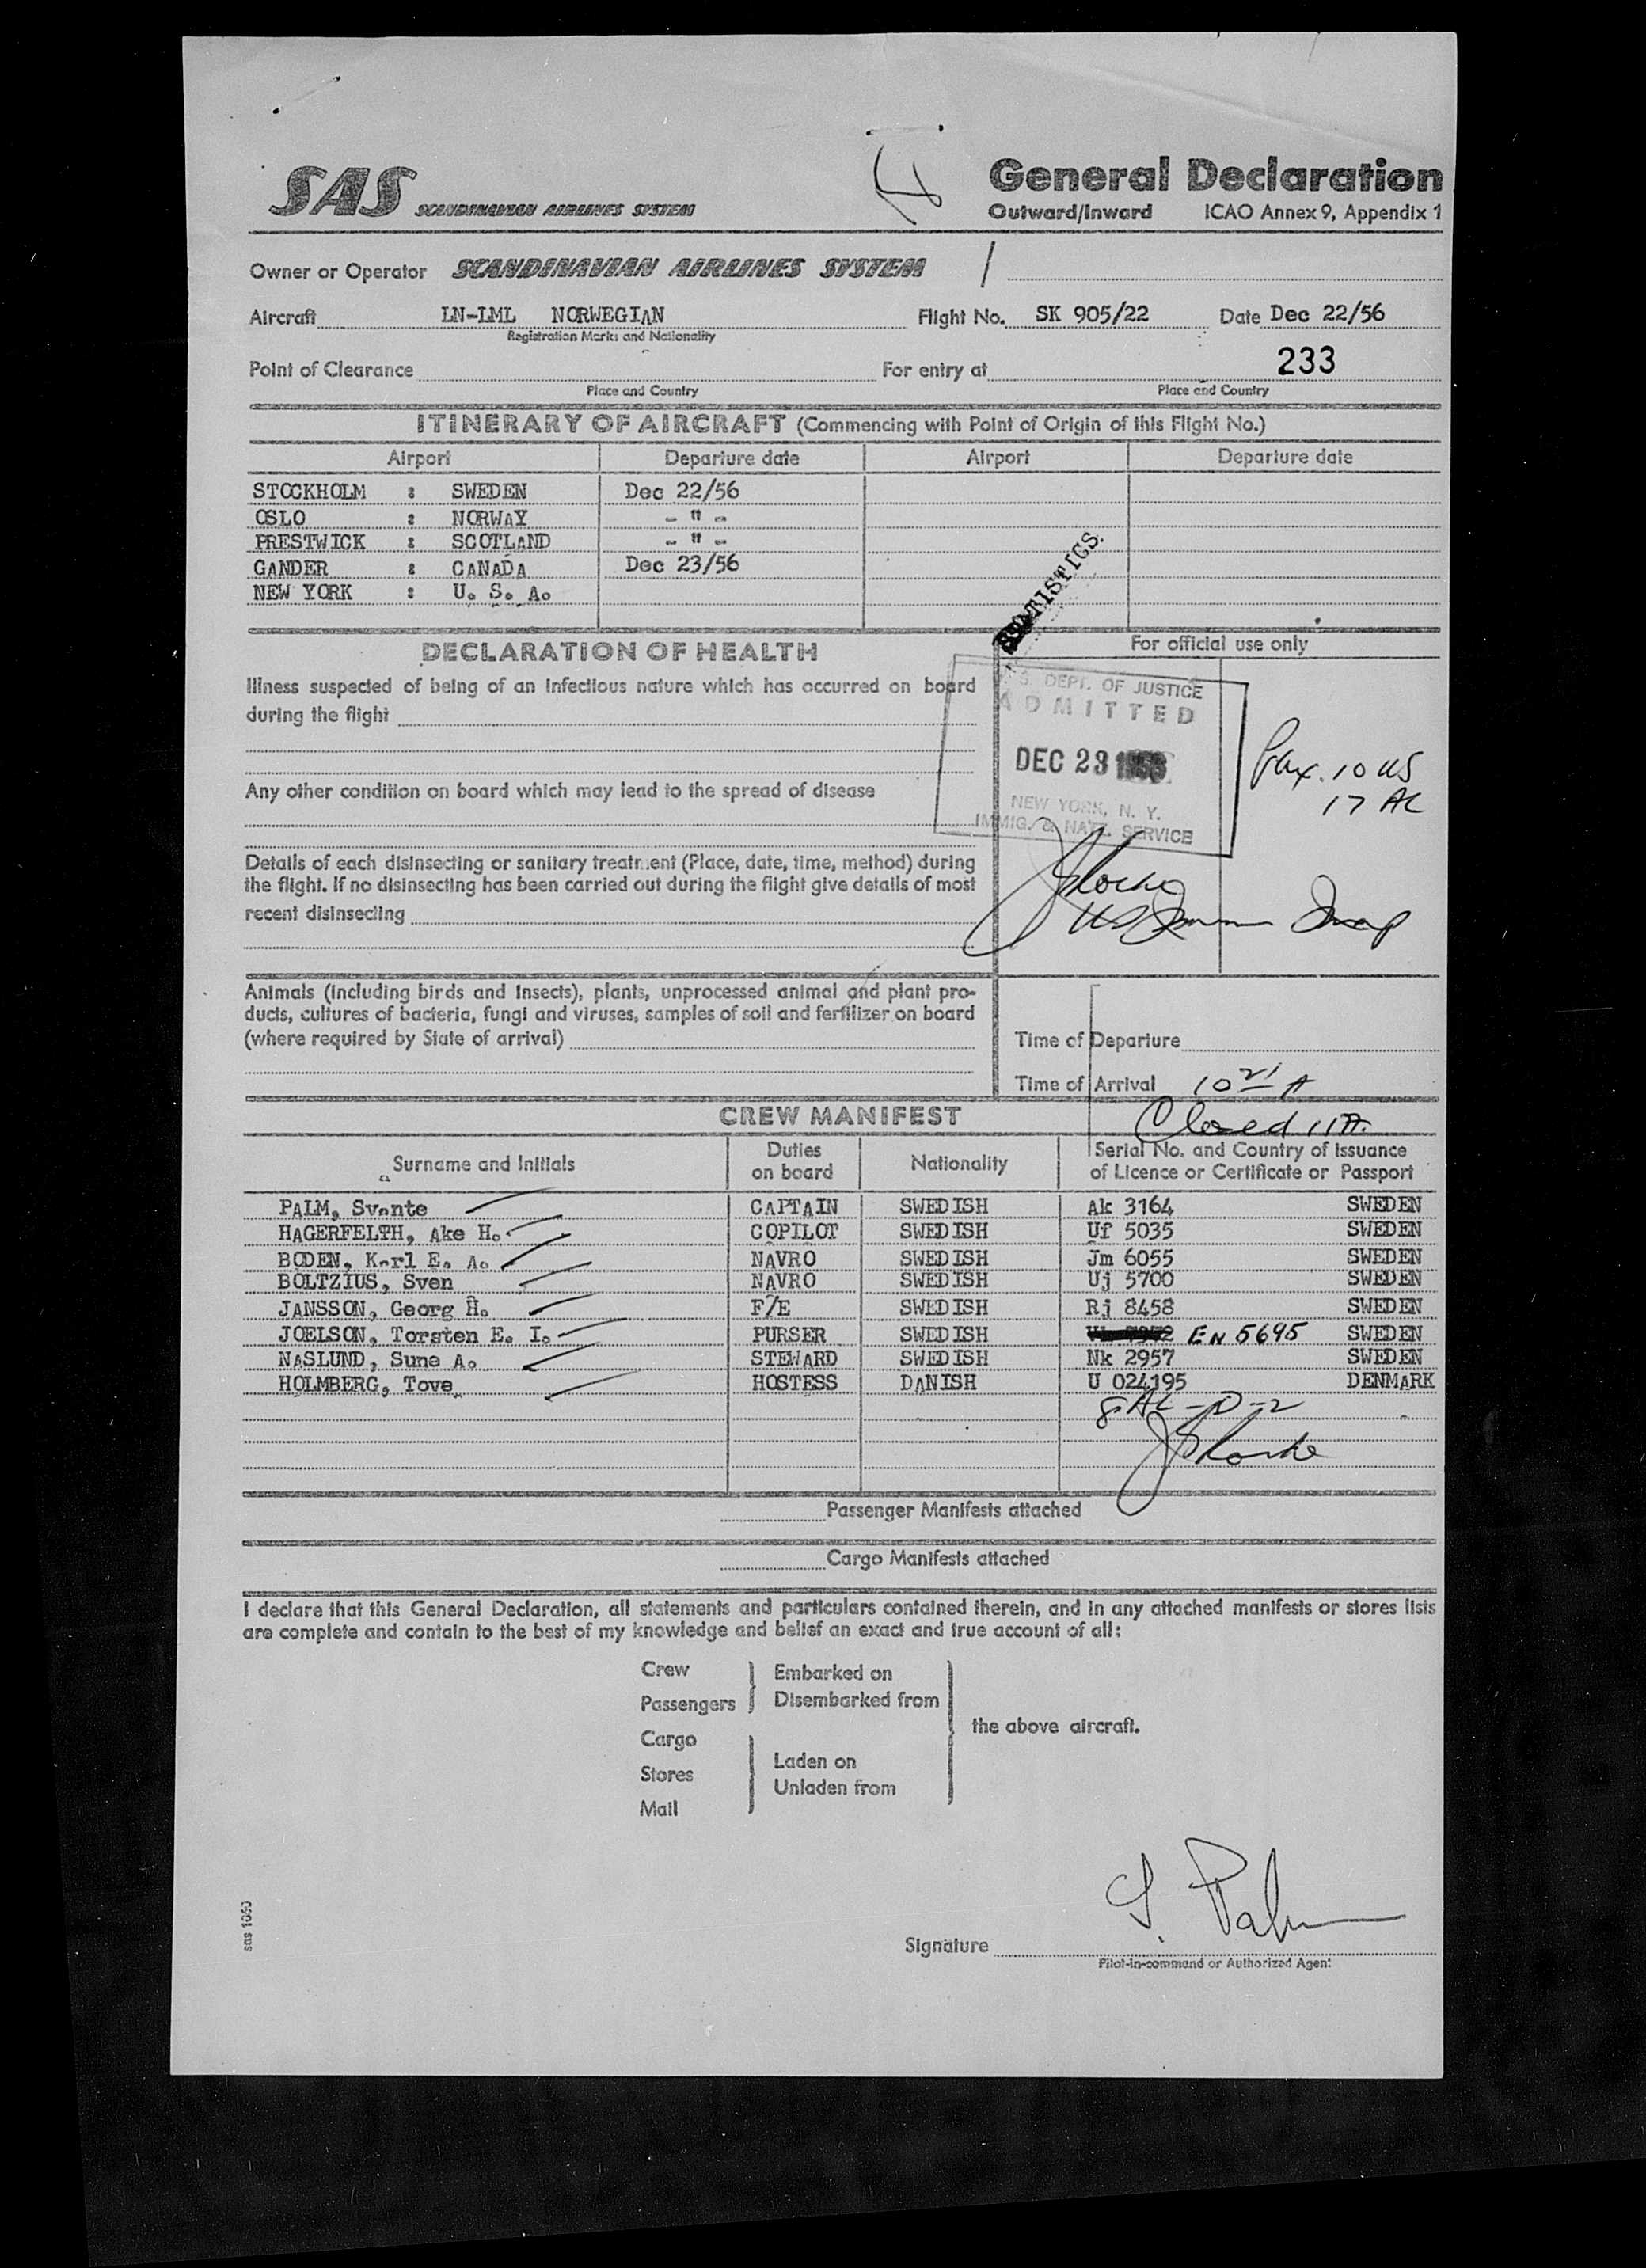 SAS SCANDINAVIAN AIRLINES SYSTEM
General Declaration
Outward/Inward ICAO Annex 9, Appendix 1
Owner or Operator SCANDINAVIAN AIRLINES SYSTEM
Aircraft LN-LML NORWEGIAN Flight No. SK 905/22 Date Dec 22/56
Registration Marks and Nationality
233
Point of Clearance For entry at
Place and Country Place and Country
ITINERARY OF AIRCRAFT (Commencing with Point of Origin of this Flight No.)
Airport Departure date Airport Departure date
STOCKHOLM : SWEDEN Dec 22/56
OSLO : NORWAY - " -
PRESTWICK : SCOTLAND - " -
GANDER : CANADA Dec 23/56
NEW YORK : U. S. A.
STATISTICS.
DECLARATION OF HEALTH
For official use only
Illness suspected of being of an infectious nature which has occurred on board
during the flight
U.S. DEPT. OF JUSTICE
ADMITTED
DEC 23 1956
NEW YORK, N. Y.
IMMIG. & NATZ. SERVICE
Pax. 10 US
17 AL
Any other condition on board which may lead to the spread of disease
Details of each disinsecting or sanitary treatment (Place, date, time, method) during
the flight. If no disinsecting has been carried out during the flight give details of most
recent disinsecting
Animals (including birds and insects), plants, unprocessed animal and plant pro-
ducts, cultures of bacteria, fungi and viruses, samples of soil and fertilizer on board
(where required by State of arrival)
Time of Departure
Time of Arrival 10 21 A
Closed 11 A.
CREW MANIFEST
Surname and Initials Duties on board Nationality Serial No. and Country of Issuance of Licence or Certificate or Passport
PALM, Svante CAPTAIN SWEDISH Ak 3164 SWEDEN
HAGERFELTH, Ake H. COPILOT SWEDISH Uf 5035 SWEDEN
BODEN, Karl E. A. NAVRO SWEDISH Jm 6055 SWEDEN
BOLTZIUS, Sven NAVRO SWEDISH Uj 5700 SWEDEN
JANSSON, Georg H. F/E SWEDISH Rj 8458 SWEDEN
JOELSON, Torsten E. I. PURSER SWEDISH EN 5695 SWEDEN
NASLUND, Sune A. STEWARD SWEDISH Nk 2957 SWEDEN
HOLMBERG, Tove HOSTESS DANISH U 024195 DENMARK
8 AL - D - 2
Passenger Manifests attached
Cargo Manifests attached
I declare that this General Declaration, all statements and particulars contained therein, and in any attached manifests or stores lists
are complete and contain to the best of my knowledge and belief an exact and true account of all:
Crew Embarked on
Passengers Disembarked from
the above aircraft.
Cargo
Stores Laden on
Unladen from
Mail
S. Palm
Signature
Pilot-in-command or Authorized Agent
sas 1060